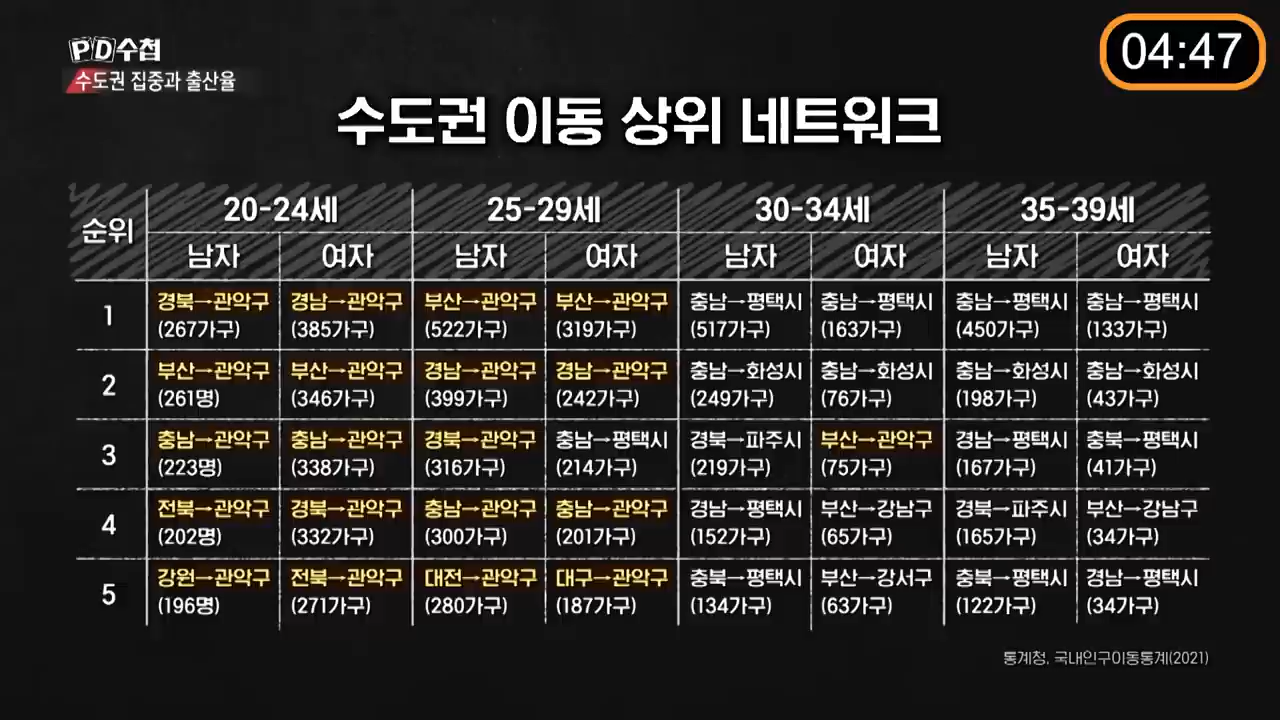 PD수첩
수도권 집중과 출산율
04:47
수도권 이동 상위 네트워크
순위 20-24세 25-29세 30-34세 35-39세
남자 여자 남자 여자 남자 여자 남자 여자
1 경북→관악구 경남→관악구 부산→관악구 부산→관악구 충남→평택시 충남→평택시 충남→평택시 충남→평택시
(267가구) (385가구) (522가구) (319가구) (517가구) (163가구) (450가구) (133가구)
2 부산→관악구 부산→관악구 경남→관악구 경남→관악구 충남→화성시 충남→화성시 충남→화성시 충남→화성시
(261명) (346가구) (399가구) (242가구) (249가구) (76가구) (198가구) (43가구)
3 충남→관악구 충남→관악구 경북→관악구 충남→평택시 경북→파주시 부산→관악구 경남→평택시 충북→평택시
(223명) (338가구) (316가구) (214가구) (219가구) (75가구) (167가구) (41가구)
4 전북→관악구 경북→관악구 충남→관악구 충남→관악구 경남→평택시 부산→강남구 경북→파주시 부산→강남구
(202명) (332가구) (300가구) (201가구) (152가구) (65가구) (165가구) (34가구)
5 강원→관악구 전북→관악구 대전→관악구 대구→관악구 충북→평택시 부산→강서구 충북→평택시 경남→평택시
(196명) (271가구) (280가구) (187가구) (134가구) (63가구) (122가구) (34가구)
통계청, 국내인구이동통계(2021)